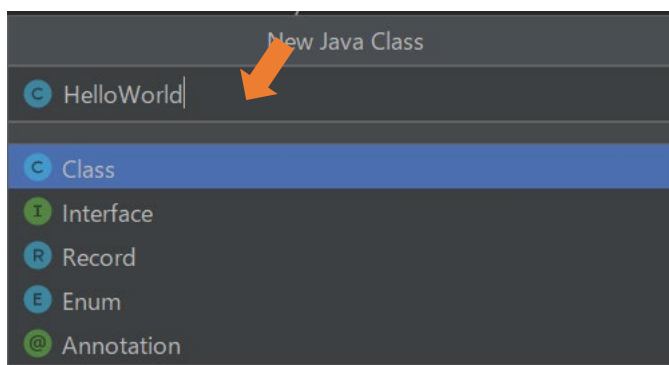 New Java Class
C HelloWorld
C Class
I Interface
R Record
E Enum
@ Annotation